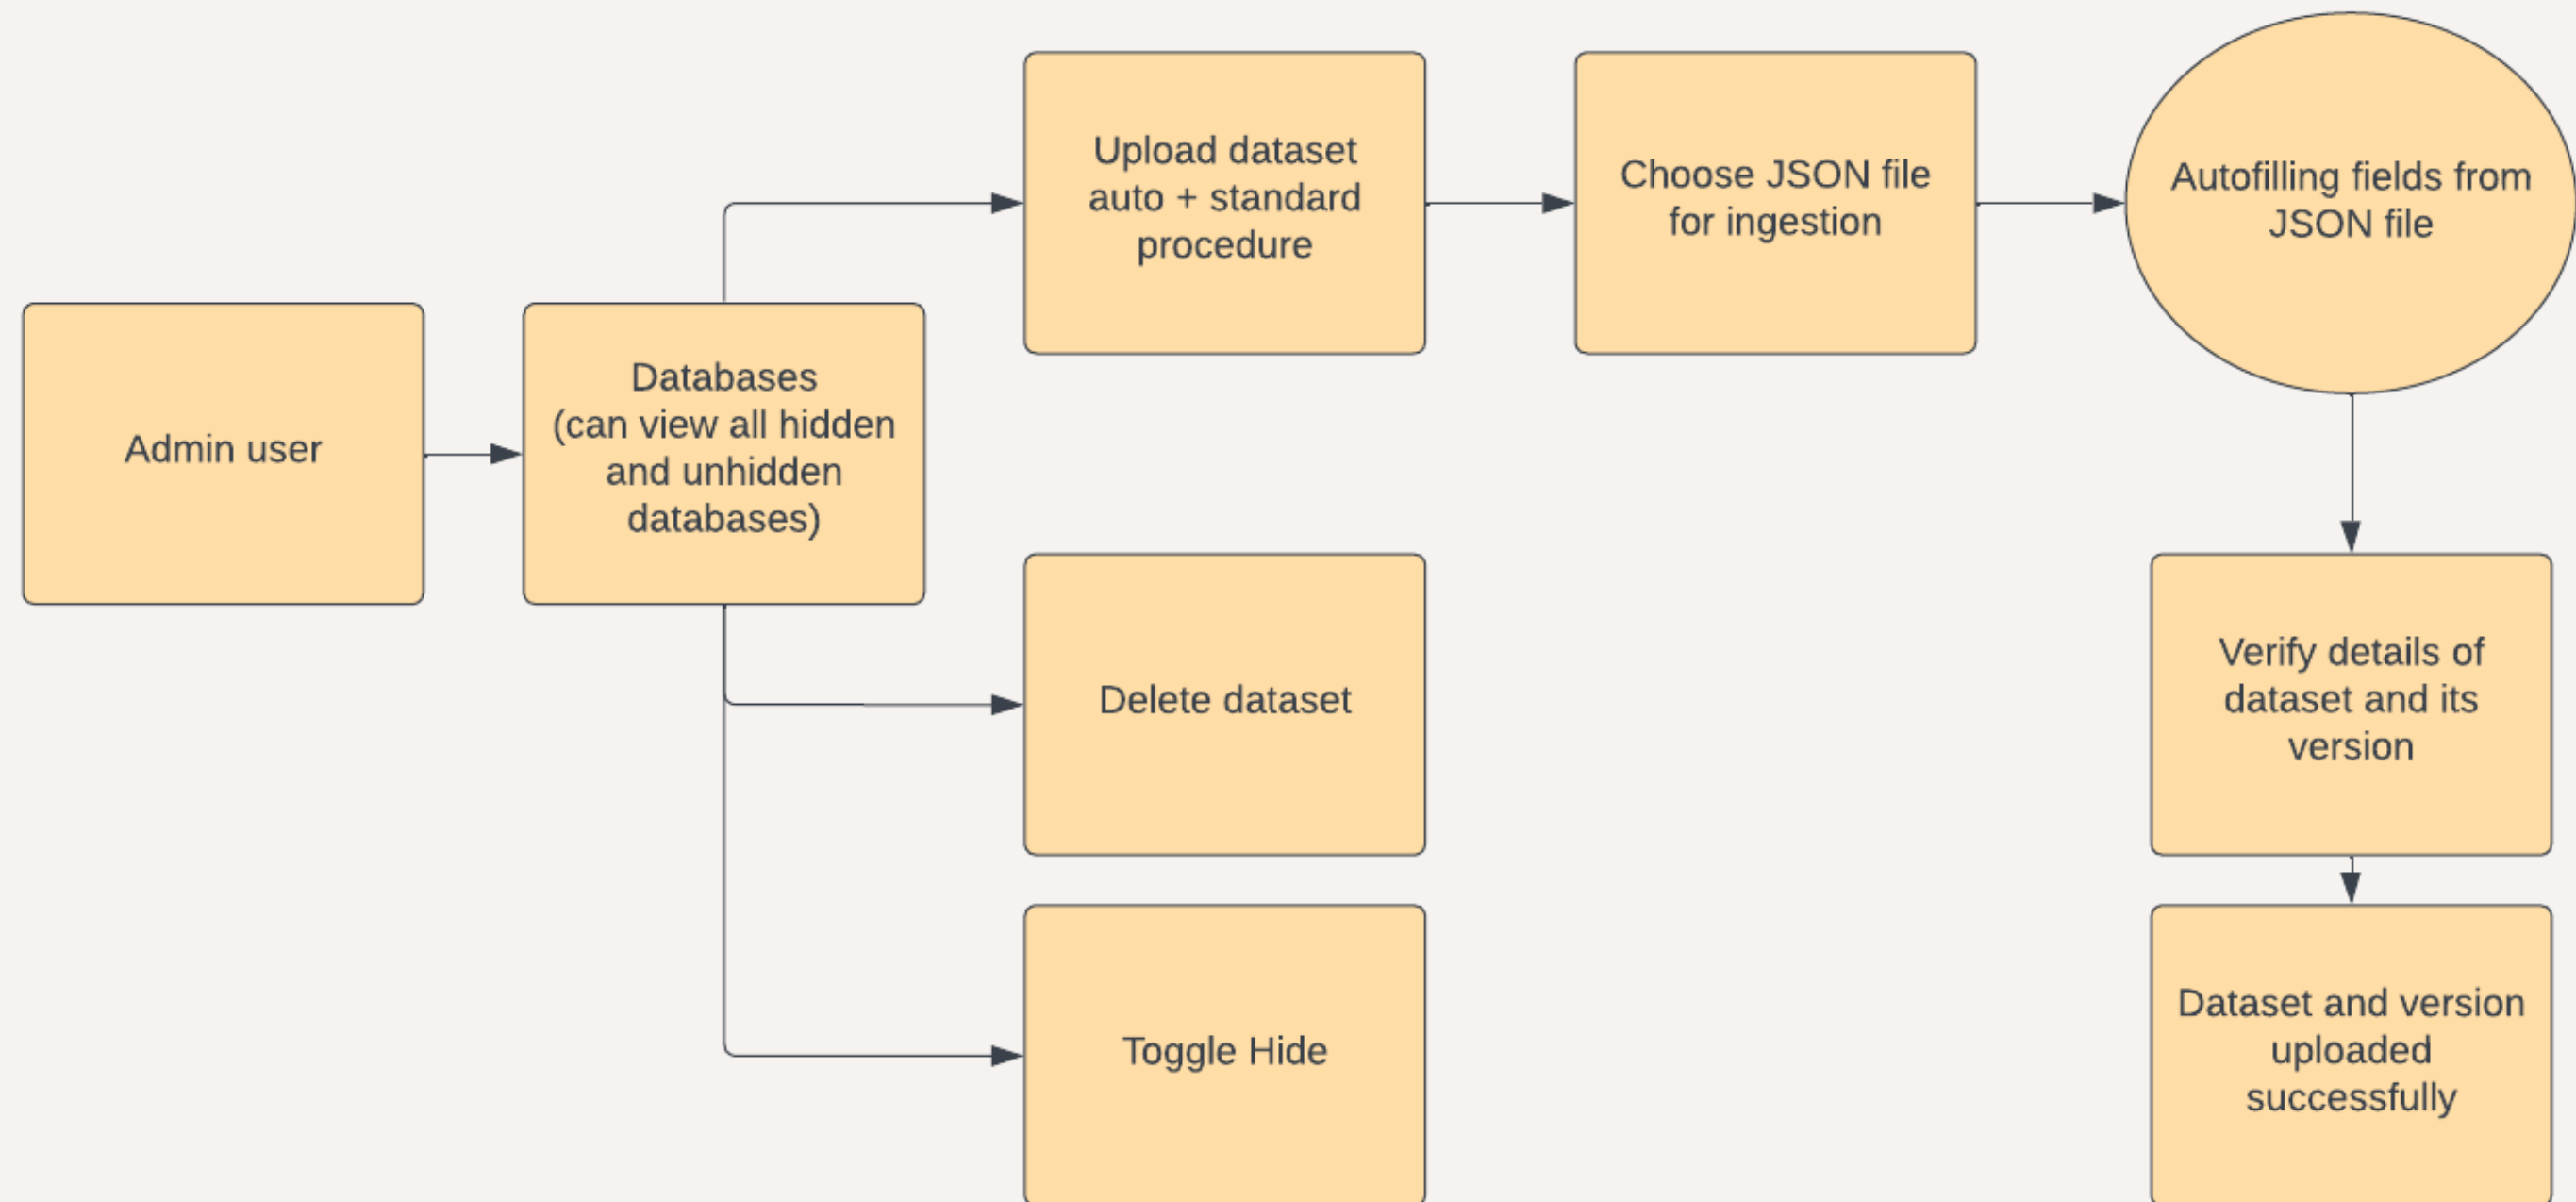 Admin user
Databases
(can view all hidden
and unhidden
databases)
Upload dataset
auto + standard
procedure
Choose JSON file
for ingestion
Autofilling fields from
JSON file
Verify details of
dataset and its
version
Dataset and version
uploaded
successfully
Delete dataset
Toggle Hide